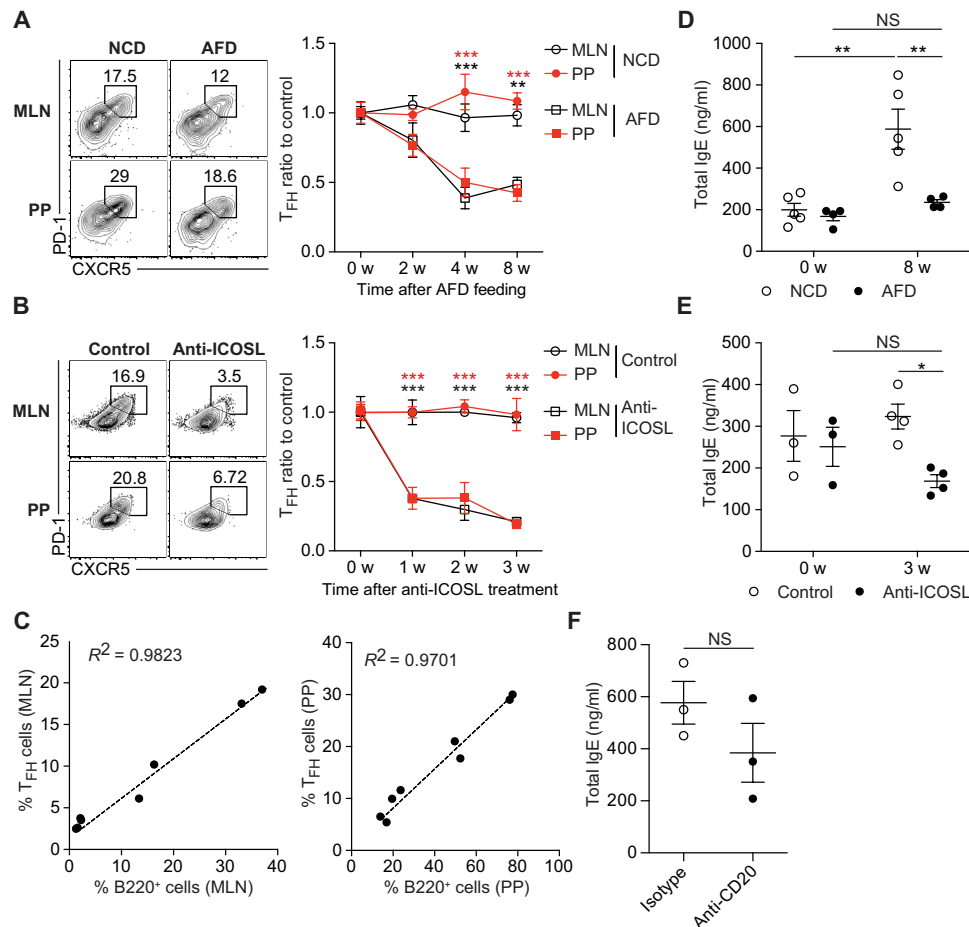 A
NCD AFD
17.5 12
MLN
29 18.6
PP
PD-1
CXCR5
T_FH ratio to control
1.5
1.0
0.5
0.0
*** ***
*** **
0 w 2 w 4 w 8 w
Time after AFD feeding
MLN
PP
NCD
MLN
PP
AFD
B
Control Anti-ICOSL
16.9 3.5
MLN
20.8 6.72
PP
PD-1
CXCR5
T_FH ratio to control
1.5
1.0
0.5
0.0
*** *** ***
*** *** ***
0 w 1 w 2 w 3 w
Time after anti-ICOSL treatment
MLN
PP
Control
MLN
PP
Anti-
ICOSL
C
R² = 0.9823
% T_FH cells (MLN)
25
20
15
10
5
0
0 10 20 30 40
% B220⁺ cells (MLN)
R² = 0.9701
% T_FH cells (PP)
40
30
20
10
0
0 20 40 60 80 100
% B220⁺ cells (PP)
D
NS
** **
Total IgE (ng/ml)
1000
800
600
400
200
0
0 w 8 w
NCD AFD
E
NS
*
Total IgE (ng/ml)
500
400
300
200
100
0
0 w 3 w
Control Anti-ICOSL
F
NS
Total IgE (ng/ml)
800
600
400
200
0
Isotype
Anti-CD20